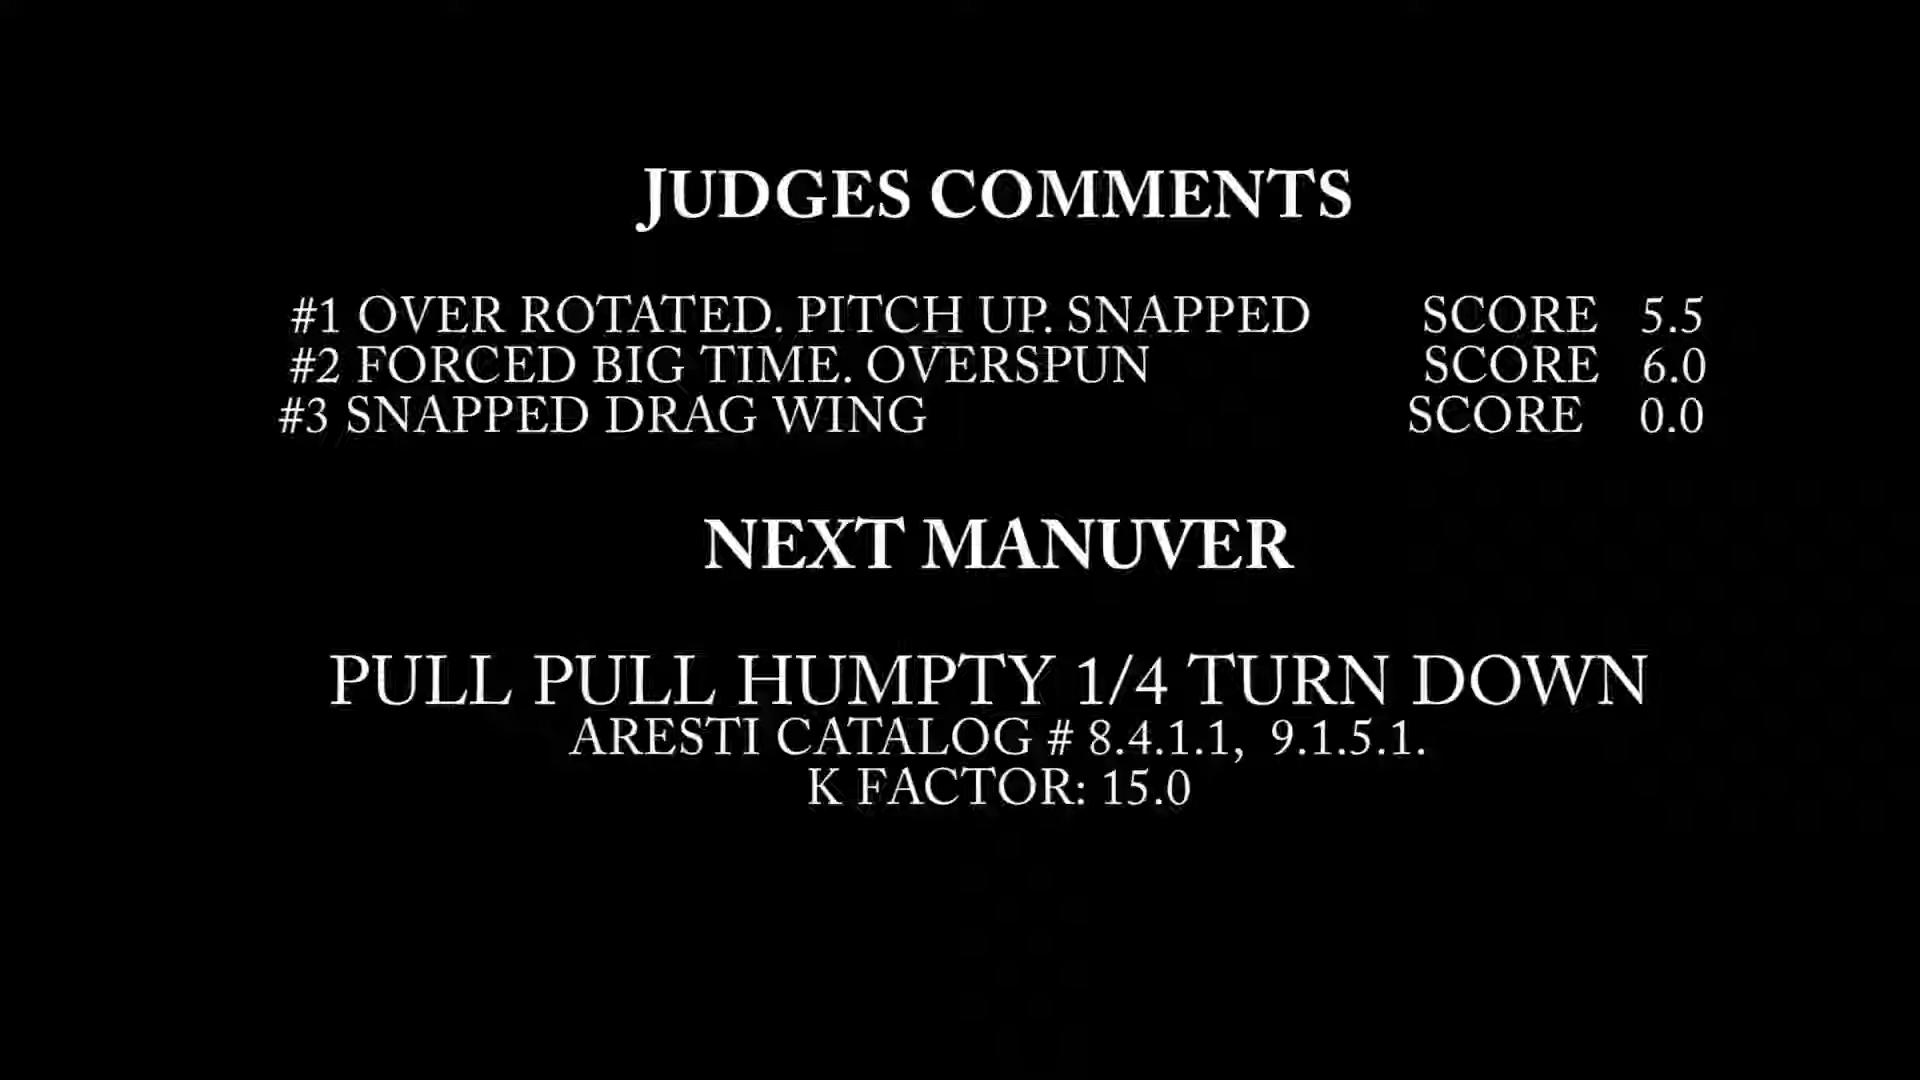 JUDGES COMMENTS
#1 OVER ROTATED. PITCH UP. SNAPPED SCORE 5.5
#2 FORCED BIG TIME. OVERSPUN SCORE 6.0
#3 SNAPPED DRAG WING SCORE 0.0
NEXT MANUVER
PULL PULL HUMPTY 1/4 TURN DOWN
ARESTI CATALOG # 8.4.1.1, 9.1.5.1.
K FACTOR: 15.0